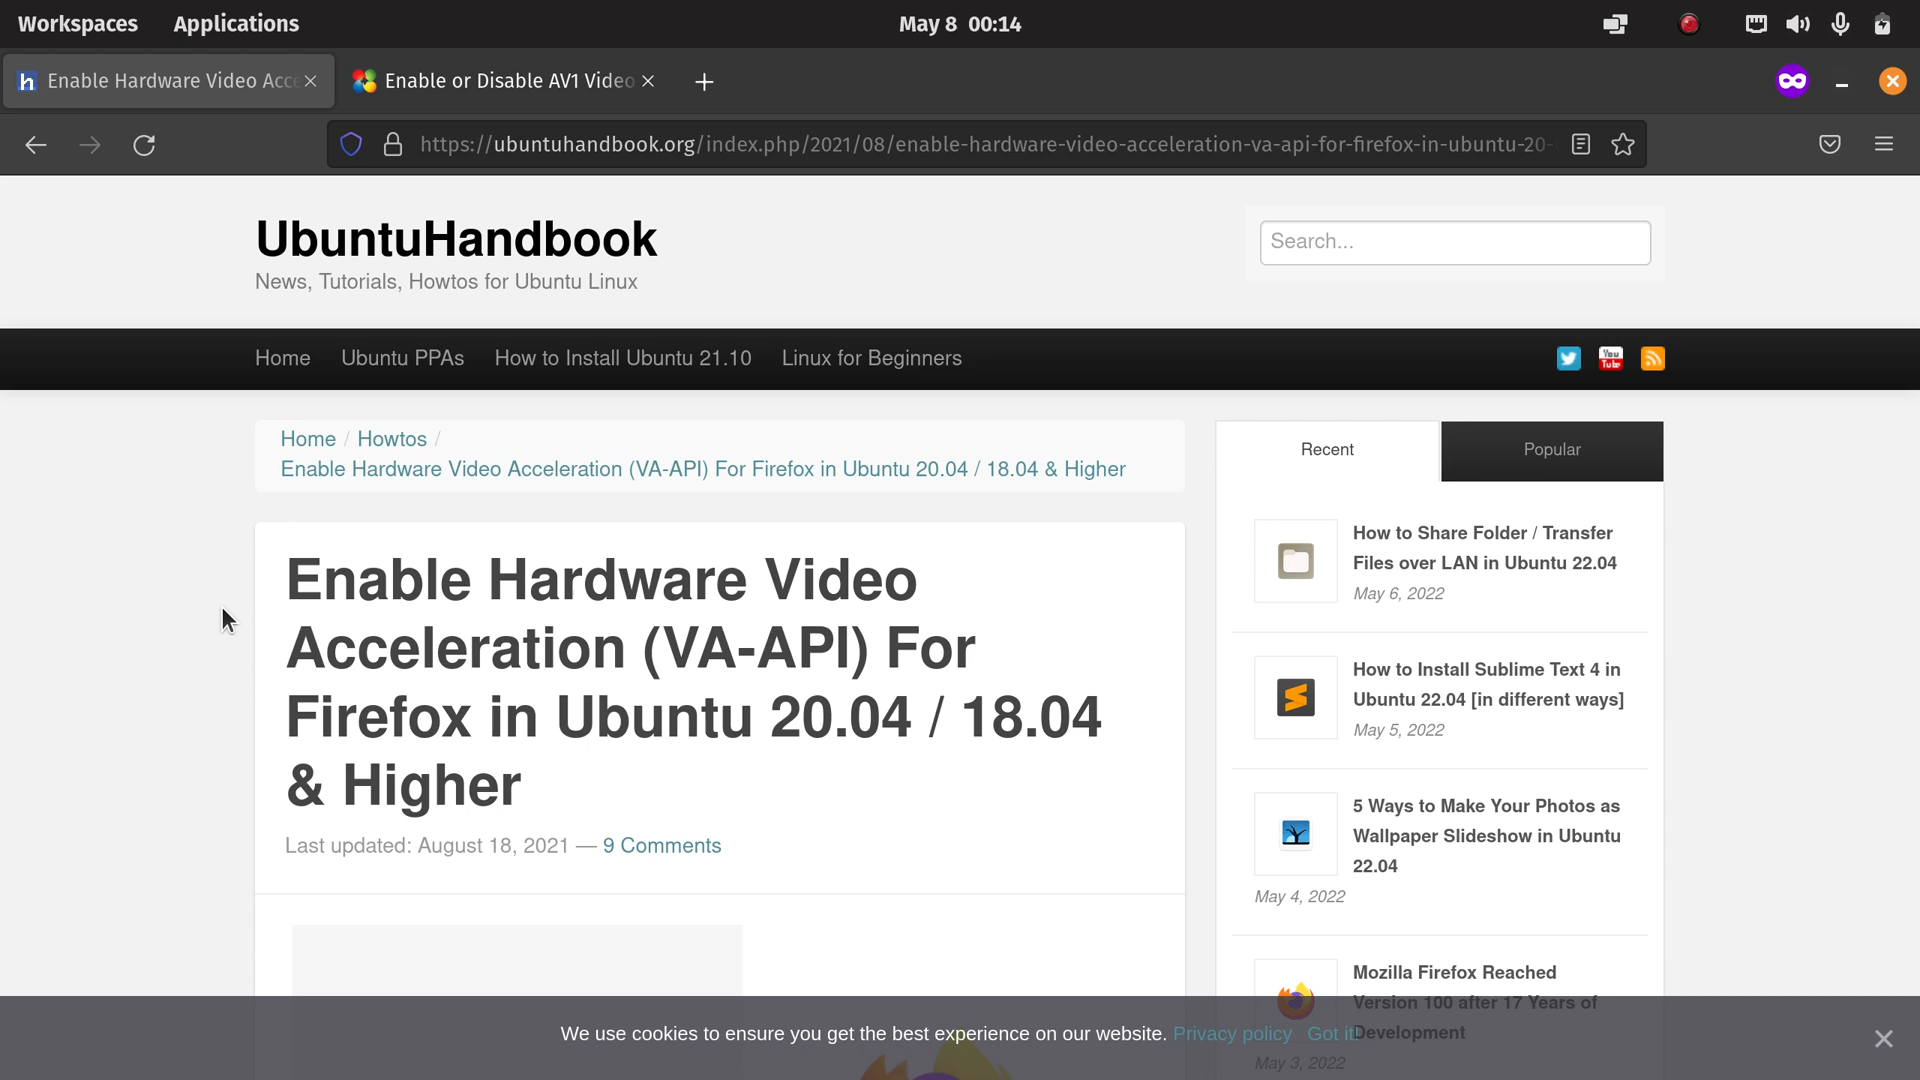 Workspaces Applications May 8 00:14
Enable Hardware Video Acce Enable or Disable AV1 Video
https://ubuntuhandbook.org/index.php/2021/08/enable-hardware-video-acceleration-va-api-for-firefox-in-ubuntu-20-
UbuntuHandbook
News, Tutorials, Howtos for Ubuntu Linux
Search...
Home Ubuntu PPAs How to Install Ubuntu 21.10 Linux for Beginners
You
Tube
Home / Howtos /
Enable Hardware Video Acceleration (VA-API) For Firefox in Ubuntu 20.04 / 18.04 & Higher
Enable Hardware Video
Acceleration (VA-API) For
Firefox in Ubuntu 20.04 / 18.04
& Higher
Last updated: August 18, 2021 — 9 Comments
Recent Popular
How to Share Folder / Transfer
Files over LAN in Ubuntu 22.04
May 6, 2022
How to Install Sublime Text 4 in
Ubuntu 22.04 [in different ways]
May 5, 2022
5 Ways to Make Your Photos as
Wallpaper Slideshow in Ubuntu
22.04
May 4, 2022
Mozilla Firefox Reached
Version 100 after 17 Years of
Development
May 3, 2022
We use cookies to ensure you get the best experience on our website. Privacy policy Got it!